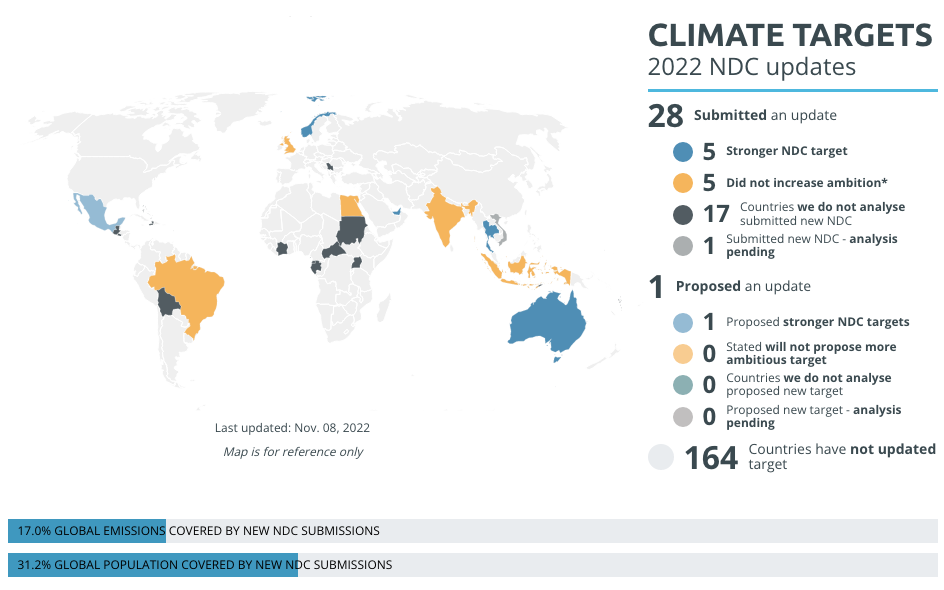 CLIMATE TARGETS
2022 NDC updates
28 Submitted an update
5 Stronger NDC target
5 Did not increase ambition*
17 Countries we do not analyse
submitted new NDC
1 Submitted new NDC - analysis
pending
1 Proposed an update
1 Proposed stronger NDC targets
0 Stated will not propose more
ambitious target
0 Countries we do not analyse
proposed new target
0 Proposed new target - analysis
pending
164 Countries have not updated
target
Last updated: Nov. 08, 2022
Map is for reference only
17.0% GLOBAL EMISSIONS COVERED BY NEW NDC SUBMISSIONS
31.2% GLOBAL POPULATION COVERED BY NEW NDC SUBMISSIONS